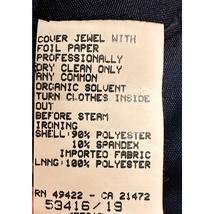 COVER JEWEL WITH
FOIL PAPER
PROFESSIONALLY
DRY CLEAN ONLY
ANY COMMON
ORGANIC SOLVENT
TURN CLOTHES INSIDE
OUT
BEFORE STEAM
IRONING
SHELL:90% POLYESTER
10% SPANDEX
IMPORTED FABRIC
LNNG:100% POLYESTER
RN 49422 - CA 21472
53416/19